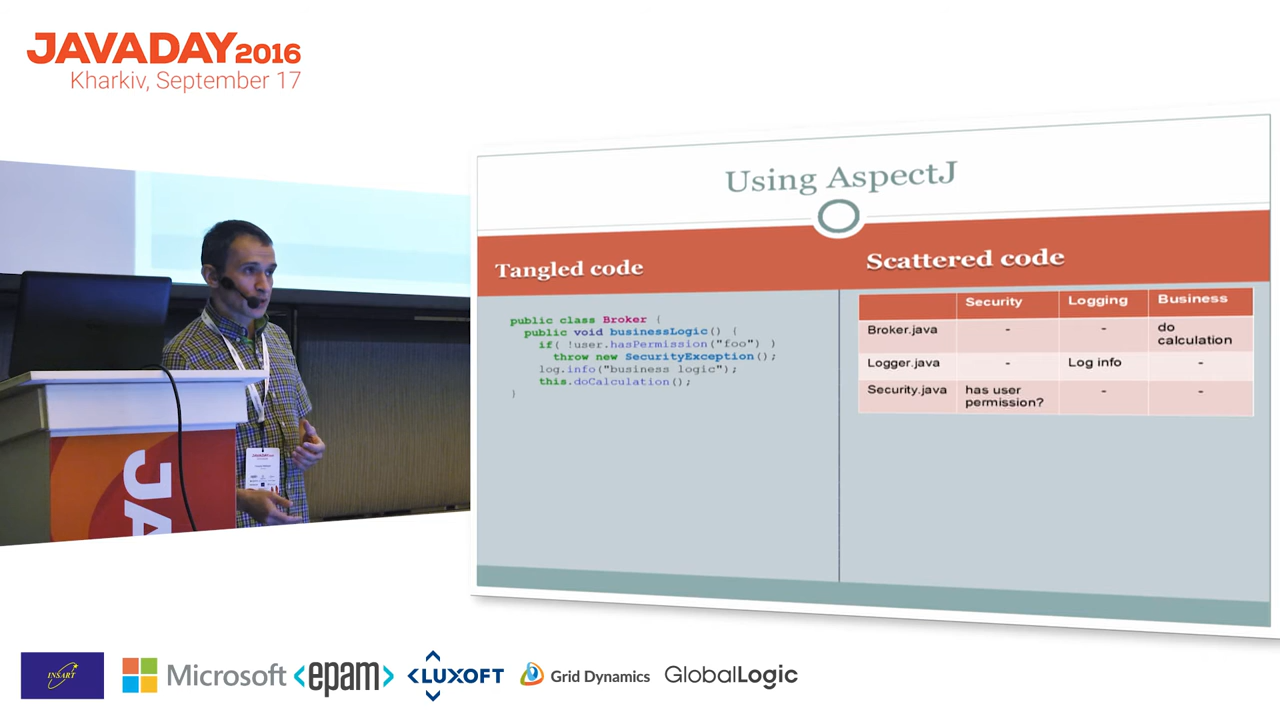 JAVADAY2016
Kharkiv, September 17
Using AspectJ
Tangled code
Scattered code
public class Broker {
public void businessLogic() {
if( !user.hasPermission("foo") )
throw new SecurityException();
log.info("business logic");
this.doCalculation();
}
Security Logging Business
Broker.java - - do calculation
Logger.java - Log info -
Security.java has user permission? - -
JA
JAVADAY
INSART
Microsoft <epam> <LUXOFT Grid Dynamics GlobalLogic